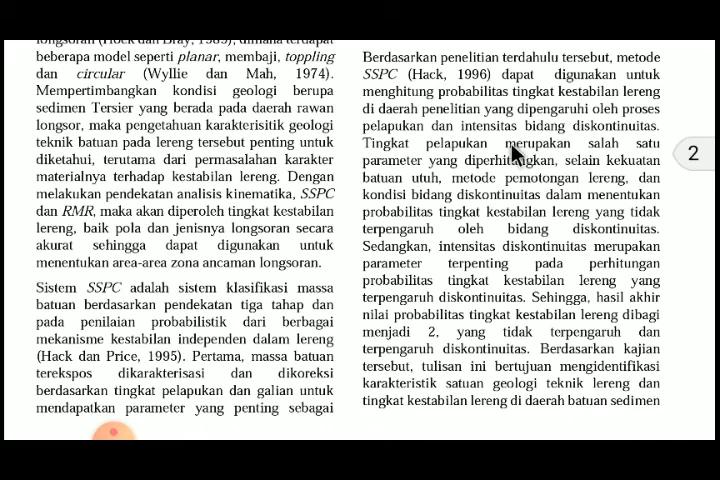 longsoran (Hoek dan Bray, 1989), dimana terdapat
beberapa model seperti planar, membaji, toppling
dan circular (Wyllie dan Mah, 1974).
Mempertimbangkan kondisi geologi berupa
sedimen Tersier yang berada pada daerah rawan
longsor, maka pengetahuan karakterisitik geologi
teknik batuan pada lereng tersebut penting untuk
diketahui, terutama dari permasalahan karakter
materialnya terhadap kestabilan lereng. Dengan
melakukan pendekatan analisis kinematika, SSPC
dan RMR, maka akan diperoleh tingkat kestabilan
lereng, baik pola dan jenisnya longsoran secara
akurat sehingga dapat digunakan untuk
menentukan area-area zona ancaman longsoran.
Sistem SSPC adalah sistem klasifikasi massa
batuan berdasarkan pendekatan tiga tahap dan
pada penilaian probabilistik dari berbagai
mekanisme kestabilan independen dalam lereng
(Hack dan Price, 1995). Pertama, massa batuan
terekspos dikarakterisasi dan dikoreksi
berdasarkan tingkat pelapukan dan galian untuk
mendapatkan parameter yang penting sebagai
Berdasarkan penelitian terdahulu tersebut, metode
SSPC (Hack, 1996) dapat digunakan untuk
menghitung probabilitas tingkat kestabilan lereng
di daerah penelitian yang dipengaruhi oleh proses
pelapukan dan intensitas bidang diskontinuitas.
Tingkat pelapukan merupakan salah satu
parameter yang diperhitungkan, selain kekuatan
batuan utuh, metode pemotongan lereng, dan
kondisi bidang diskontinuitas dalam menentukan
probabilitas tingkat kestabilan lereng yang tidak
terpengaruh oleh bidang diskontinuitas.
Sedangkan, intensitas diskontinuitas merupakan
parameter terpenting pada perhitungan
probabilitas tingkat kestabilan lereng yang
terpengaruh diskontinuitas. Sehingga, hasil akhir
nilai probabilitas tingkat kestabilan lereng dibagi
menjadi 2, yang tidak terpengaruh dan
terpengaruh diskontinuitas. Berdasarkan kajian
tersebut, tulisan ini bertujuan mengidentifikasi
karakteristik satuan geologi teknik lereng dan
tingkat kestabilan lereng di daerah batuan sedimen
2